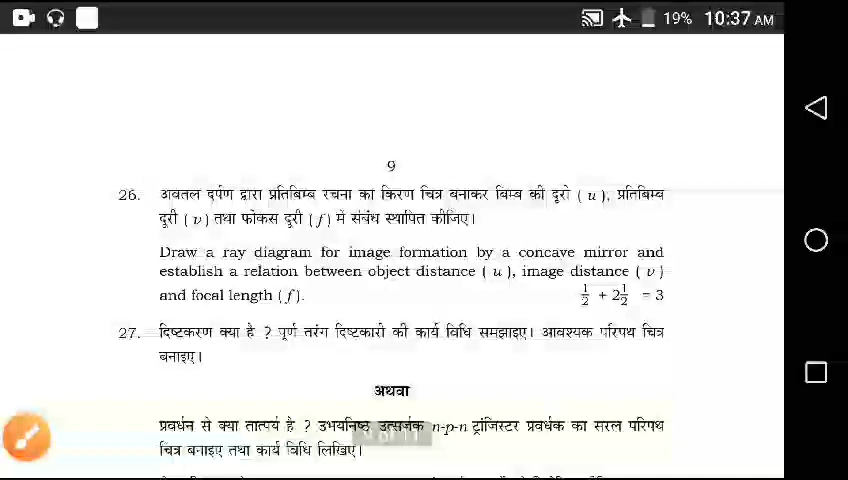 19% 10:37 AM
9
26. अवतल दर्पण द्वारा प्रतिबिम्ब रचना का किरण चित्र बनाकर बिम्ब की दूरी ( u ), प्रतिबिम्ब
दूरी ( v ) तथा फोकस दूरी ( f ) में संबंध स्थापित कीजिए।
Draw a ray diagram for image formation by a concave mirror and
establish a relation between object distance ( u ), image distance ( v )
and focal length ( f ). 1/2 + 2 1/2 = 3
27. दिष्टकरण क्या है ? पूर्ण तरंग दिष्टकारी की कार्य विधि समझाइए। आवश्यक परिपथ चित्र
बनाइए।
अथवा
प्रवर्धन से क्या तात्पर्य है ? उभयनिष्ठ उत्सर्जक n-p-n ट्रांजिस्टर प्रवर्धक का सरल परिपथ
चित्र बनाइए तथा कार्य विधि लिखिए।